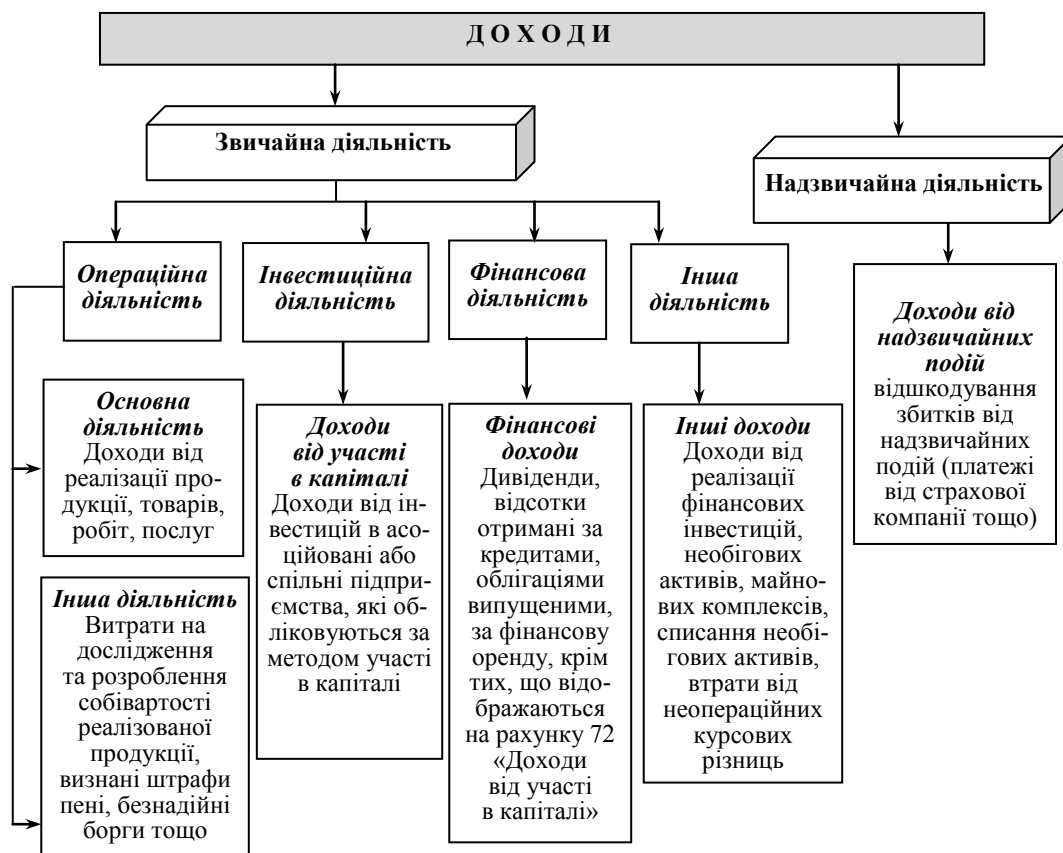 Д О Х О Д И
Звичайна діяльність
Надзвичайна діяльність
Операційна
діяльність
Інвестиційна
діяльність
Фінансова
діяльність
Інша
діяльність
Доходи від
надзвичайних
подій
відшкодування
збитків від
надзвичайних
подій (платежі
від страхової
компанії тощо)
Основна
діяльність
Доходи від
реалізації про-
дукції, товарів,
робіт, послуг
Інша діяльність
Витрати на
дослідження
та розроблення
собівартості
реалізованої
продукції,
визнані штрафи
пені, безнадійні
борги тощо
Доходи
від участі
в капіталі
Доходи від ін-
вестицій в асо-
ційовані або
спільні підпри-
ємства, які об-
ліковуються за
методом участі
в капіталі
Фінансові
доходи
Дивіденди,
відсотки
отримані за
кредитами,
облігаціями
випущеними,
за фінансову
оренду, крім
тих, що відо-
бражаються
на рахунку 72
«Доходи
від участі
в капіталі»
Інші доходи
Доходи від
реалізації
фінансових
інвестицій,
необігових
активів, майно-
вих комплексів,
списання необі-
гових активів,
втрати від
неопераційних
курсових
різниць